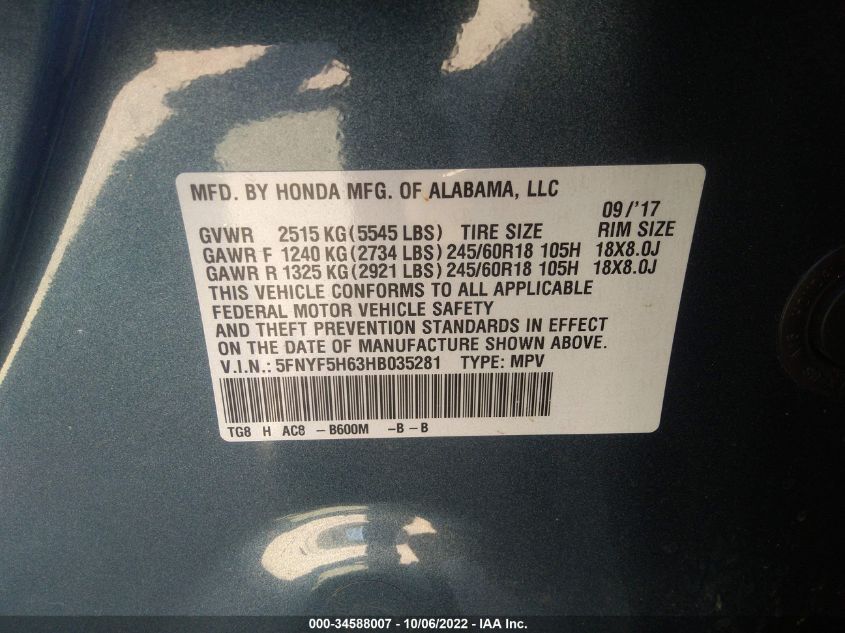 MFD. BY HONDA MFG. OF ALABAMA, LLC
09/'17
GVWR 2515 KG (5545 LBS) TIRE SIZE RIM SIZE
GAWR F 1240 KG (2734 LBS) 245/60R18 105H 18X8.0J
GAWR R 1325 KG (2921 LBS) 245/60R18 105H 18X8.0J
THIS VEHICLE CONFORMS TO ALL APPLICABLE
FEDERAL MOTOR VEHICLE SAFETY
AND THEFT PREVENTION STANDARDS IN EFFECT
ON THE DATE OF MANUFACTURE SHOWN ABOVE.
V.I.N.: 5FNYF5H63HB035281 TYPE: MPV
TG8 H AC8 - B600M -B - B
000-34588007 - 10/06/2022 - IAA Inc.